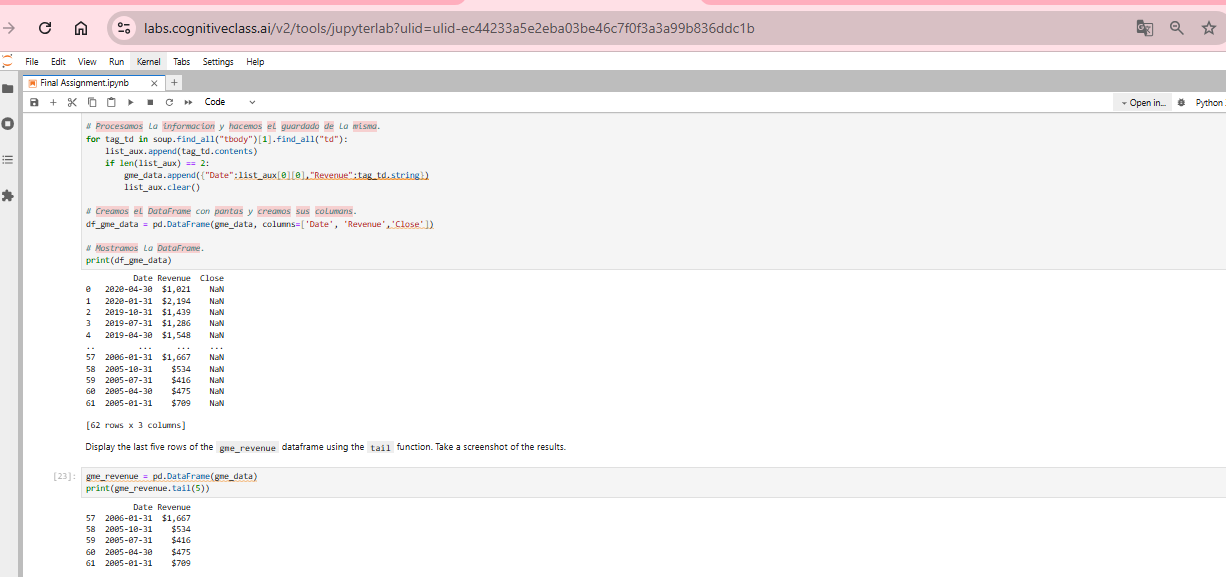 labs.cognitiveclass.ai/v2/tools/jupyterlab?ulid=ulid-ec44233a5e2eba03be46c7f0f3a3a99b836ddc1b
File Edit View Run Kernel Tabs Settings Help
Final Assignment.ipynb × +
Code
Open in... Python
# Procesamos la informacion y hacemos el guardado de la misma.
for tag_td in soup.find_all("tbody")[1].find_all("td"):
    list_aux.append(tag_td.contents)
    if len(list_aux) == 2:
        gme_data.append({"Date":list_aux[0][0],"Revenue":tag_td.string})
        list_aux.clear()
# Creamos el DataFrame con pantas y creamos sus columans.
df_gme_data = pd.DataFrame(gme_data, columns=['Date', 'Revenue','Close'])
# Mostramos la DataFrame.
print(df_gme_data)
Date Revenue Close
0 2020-04-30 $1,021 NaN
1 2020-01-31 $2,194 NaN
2 2019-10-31 $1,439 NaN
3 2019-07-31 $1,286 NaN
4 2019-04-30 $1,548 NaN
.. ... ... ...
57 2006-01-31 $1,667 NaN
58 2005-10-31 $534 NaN
59 2005-07-31 $416 NaN
60 2005-04-30 $475 NaN
61 2005-01-31 $709 NaN
[62 rows x 3 columns]
Display the last five rows of the gme_revenue dataframe using the tail function. Take a screenshot of the results.
[23]: gme_revenue = pd.DataFrame(gme_data)
print(gme_revenue.tail(5))
Date Revenue
57 2006-01-31 $1,667
58 2005-10-31 $534
59 2005-07-31 $416
60 2005-04-30 $475
61 2005-01-31 $709